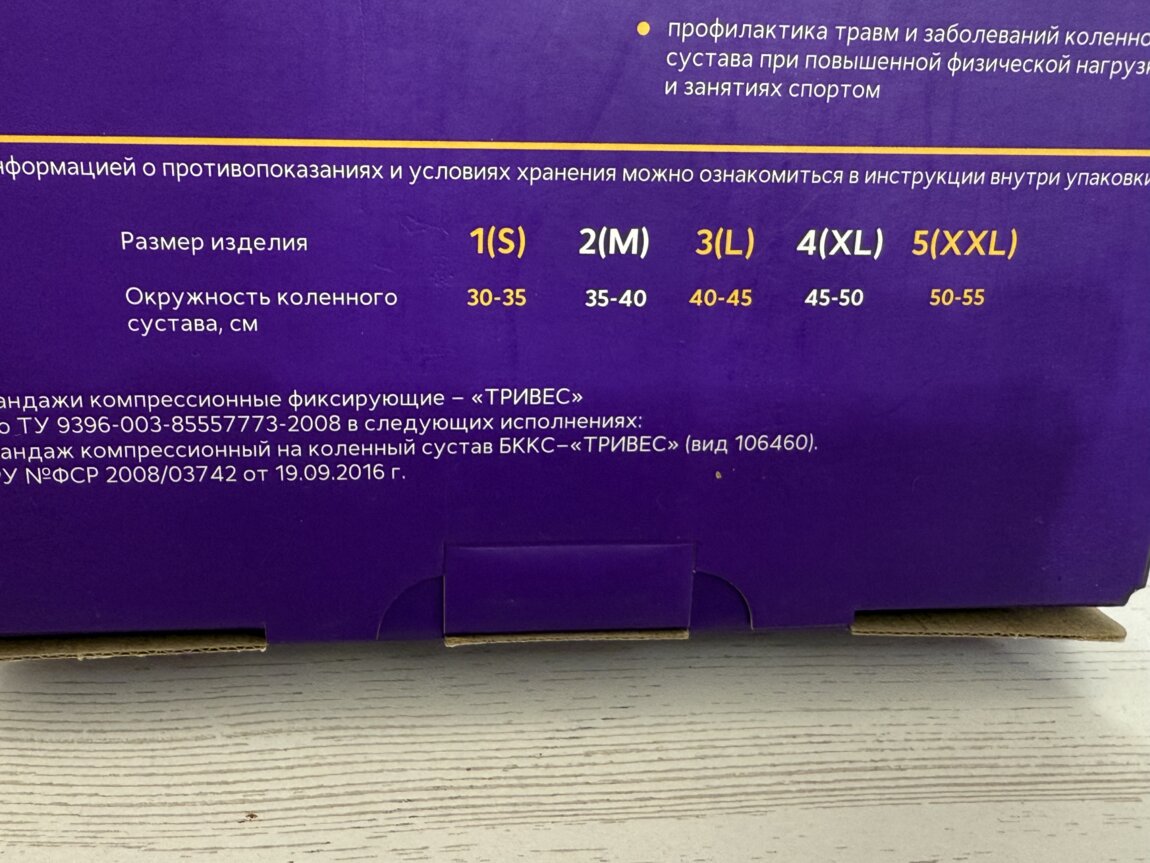 ● профилактика травм и заболеваний коленно
сустава при повышенной физической нагрузк
и занятиях спортом
нформацией о противопоказаниях и условиях хранения можно ознакомиться в инструкции внутри упаковки
Размер изделия 1(S) 2(M) 3(L) 4(XL) 5(XXL)
Окружность коленного 30-35 35-40 40-45 45-50 50-55
сустава, см
андажи компрессионные фиксирующие – «ТРИВЕС»
о ТУ 9396-003-85557773-2008 в следующих исполнениях:
андаж компрессионный на коленный сустав БККС–«ТРИВЕС» (вид 106460).
РУ №ФСР 2008/03742 от 19.09.2016 г.